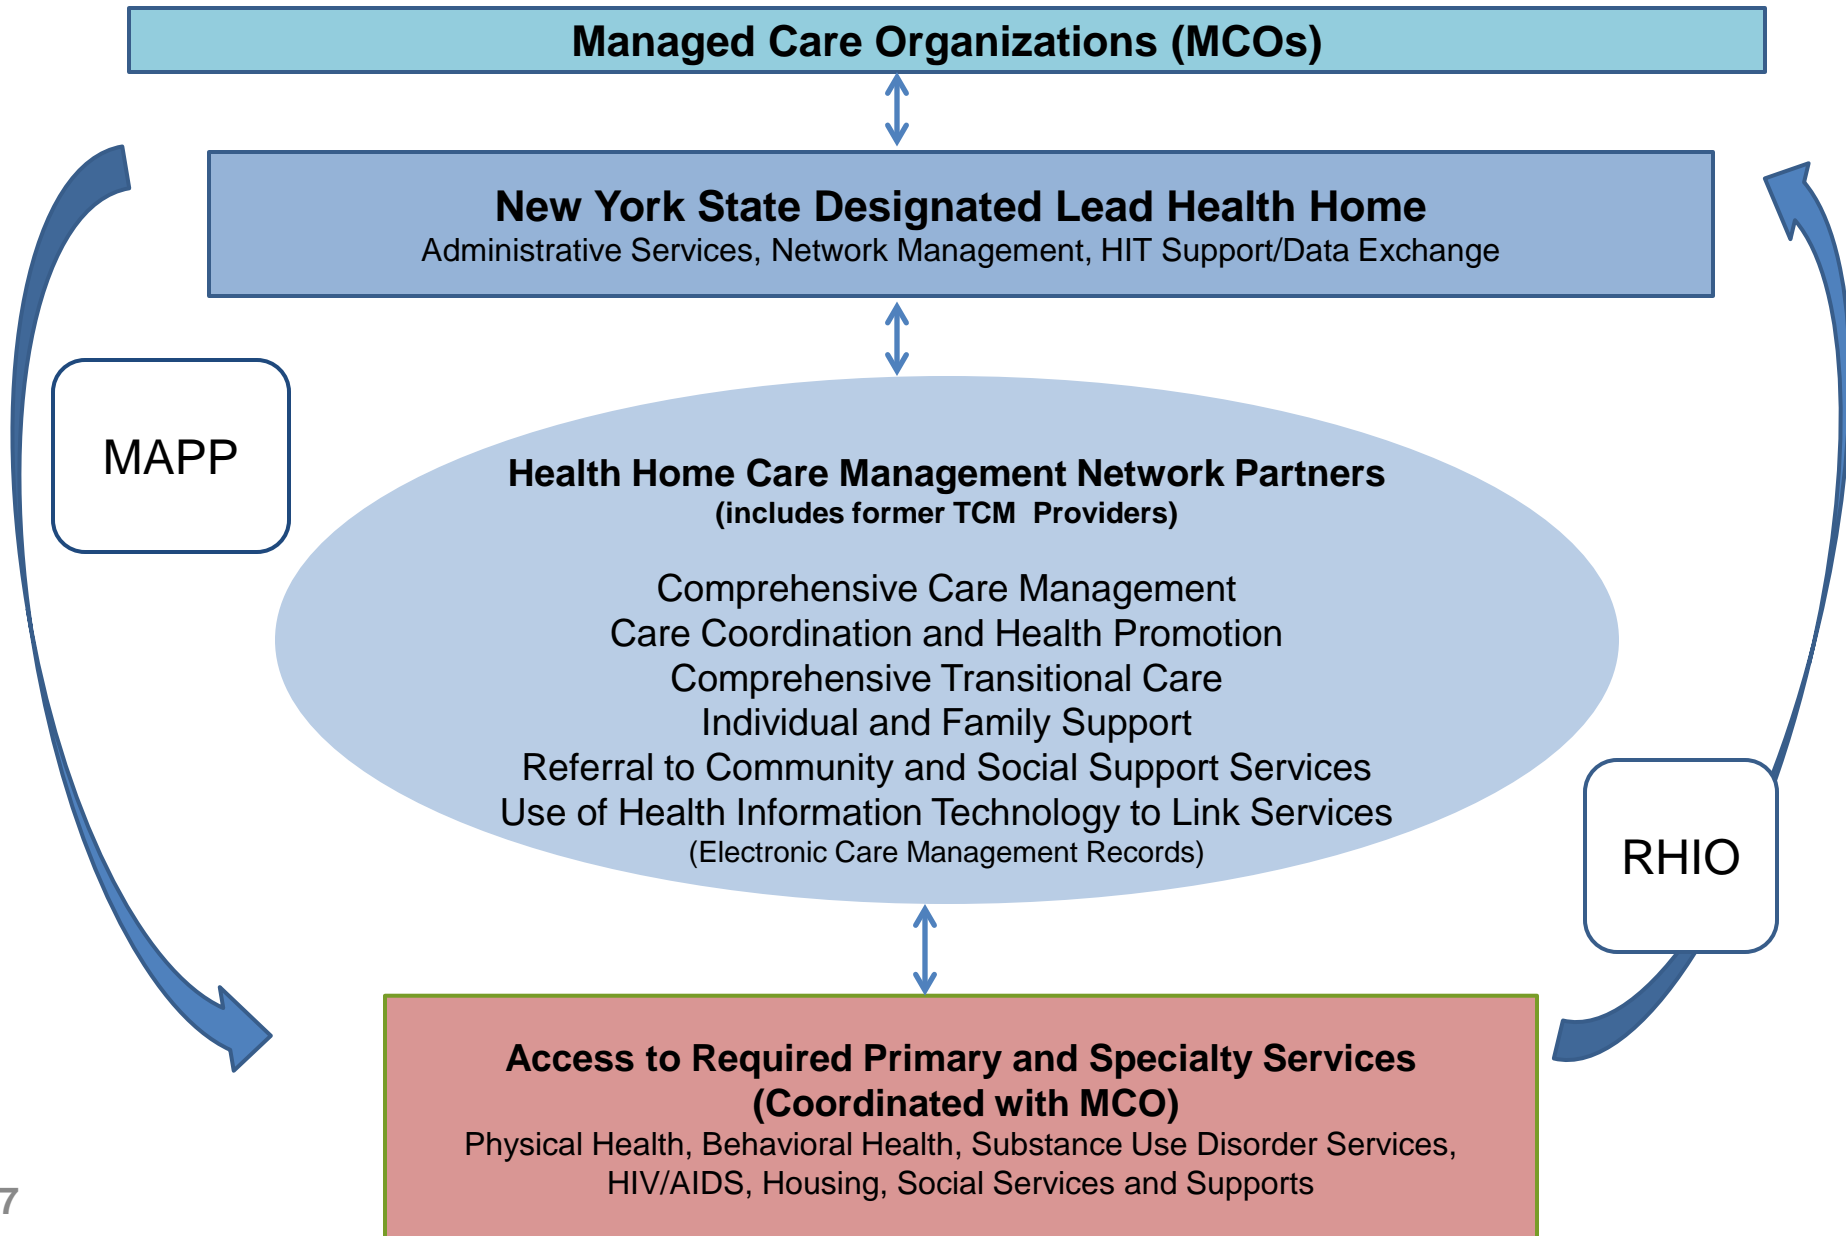 Managed Care Organizations (MCOs)
New York State Designated Lead Health Home
Administrative Services, Network Management, HIT Support/Data Exchange
MAPP
Health Home Care Management Network Partners
(includes former TCM Providers)
Comprehensive Care Management
Care Coordination and Health Promotion
Comprehensive Transitional Care
Individual and Family Support
Referral to Community and Social Support Services
Use of Health Information Technology to Link Services
(Electronic Care Management Records)
RHIO
Access to Required Primary and Specialty Services
(Coordinated with MCO)
Physical Health, Behavioral Health, Substance Use Disorder Services,
HIV/AIDS, Housing, Social Services and Supports
7